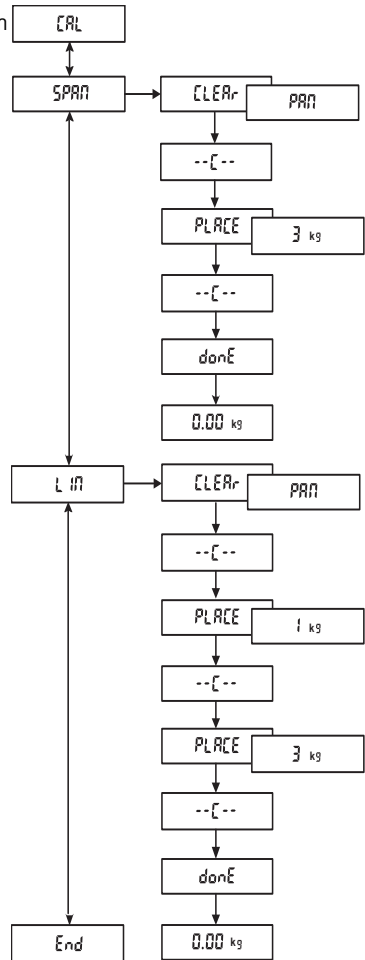 n
CAL
SPAN
CLEAr
PAN
--C--
PLACE
3 kg
--C--
donE
0.00 kg
LIN
CLEAr
PAN
--C--
PLACE
1 kg
--C--
PLACE
3 kg
--C--
donE
End
0.00 kg